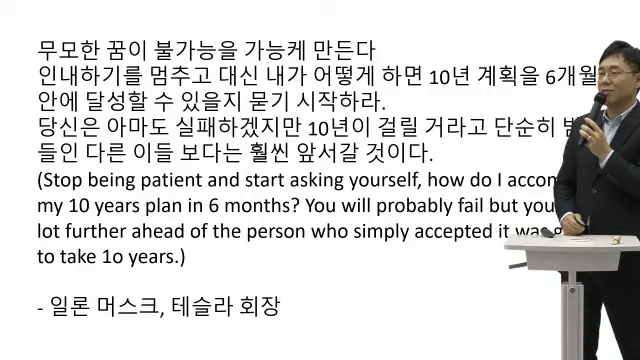 무모한 꿈이 불가능을 가능케 만든다
인내하기를 멈추고 대신 내가 어떻게 하면 10년 계획을 6개월
안에 달성할 수 있을지 묻기 시작하라.
당신은 아마도 실패하겠지만 10년이 걸릴 거라고 단순히
들인 다른 이들 보다는 훨씬 앞서갈 것이다.
(Stop being patient and start asking yourself, how do I
my 10 years plan in 6 months? You will probably fail but you
lot further ahead of the person who simply accepted it was
to take 1o years.)
- 일론 머스크, 테슬라 회장